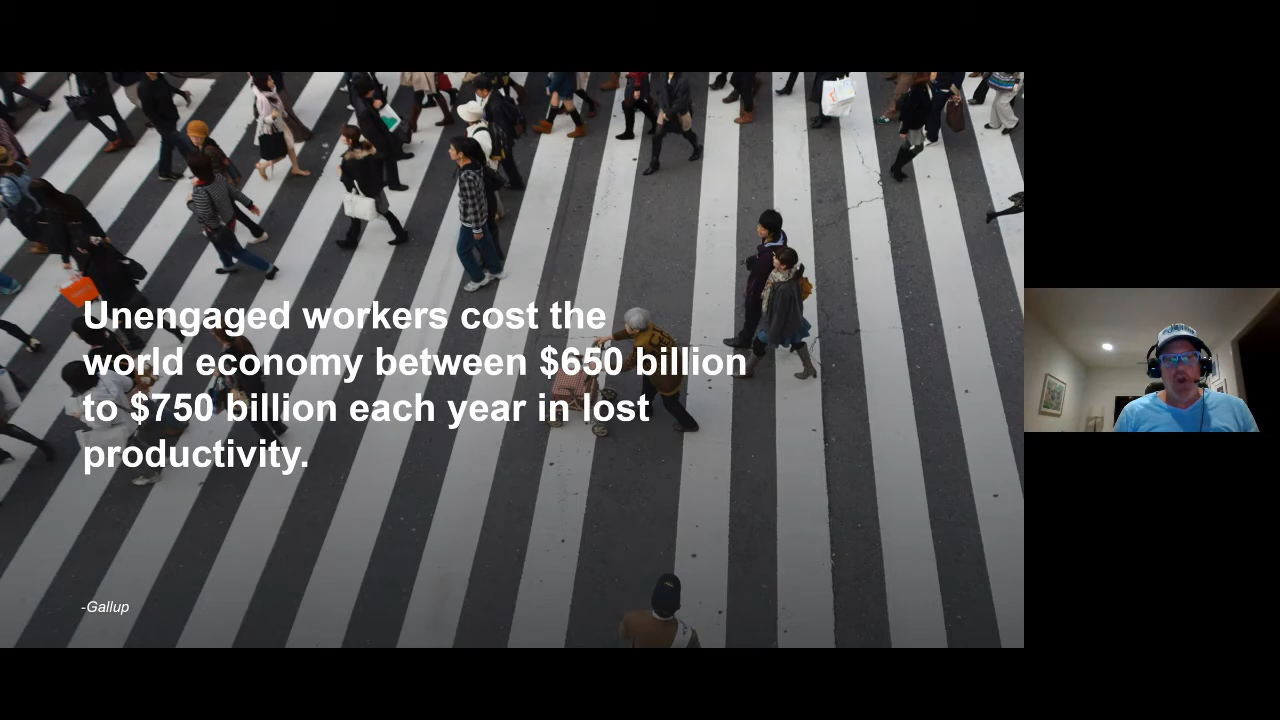 Unengaged workers cost the
world economy between $650 billion
to $750 billion each year in lost
productivity.
-Gallup